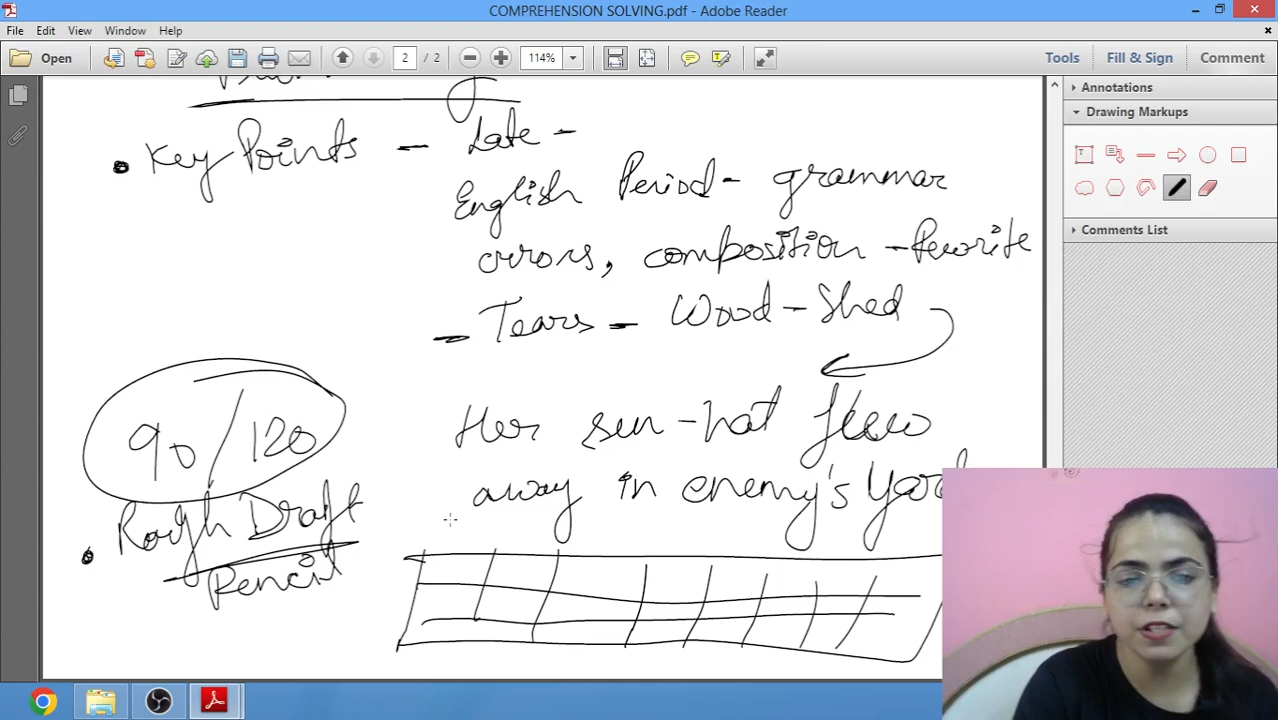 COMPREHENSION SOLVING.pdf - Adobe Reader
File Edit View Window Help
Open 2 / 2 114% Tools Fill & Sign Comment
Annotations
Drawing Markups
Comments List
• Key Points - Late -
English Period - grammar
errors, composition - Rewrite
- Tears - Wood - Shed
Her sun-hat flew
away in enemy's
90/120
• Rough Draft
Pencil